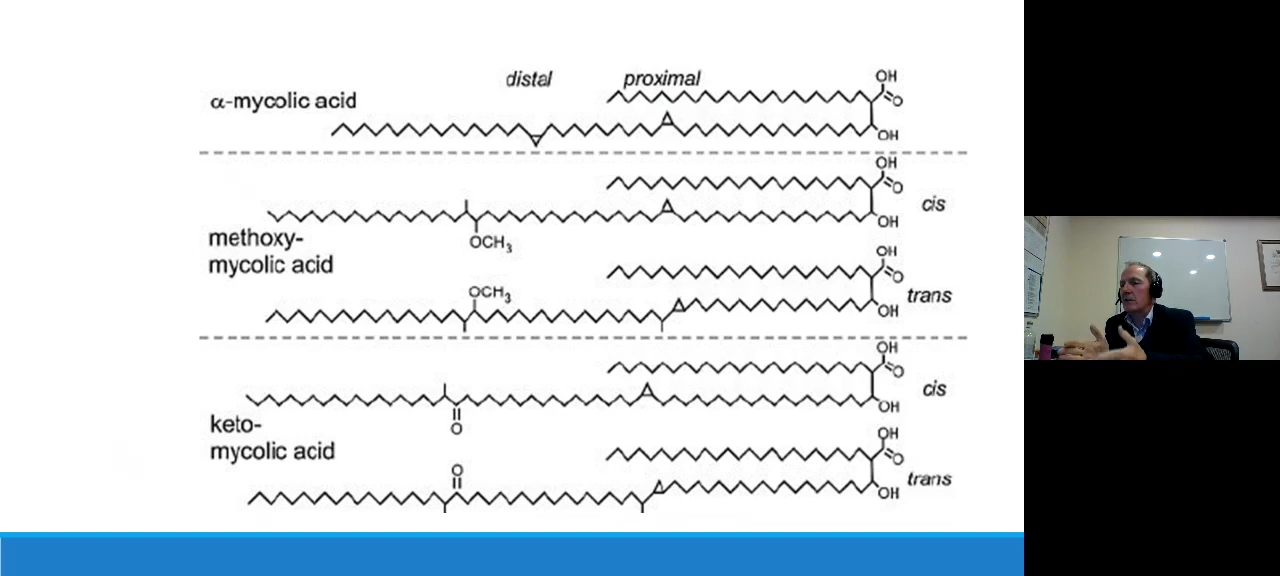 distal proximal
α-mycolic acid
OH
O
OH
OH
O
cis
OH
methoxy-
mycolic acid
OCH3
OH
O
OCH3
trans
OH
OH
O
cis
OH
keto-
mycolic acid
O
OH
O
O
trans
OH